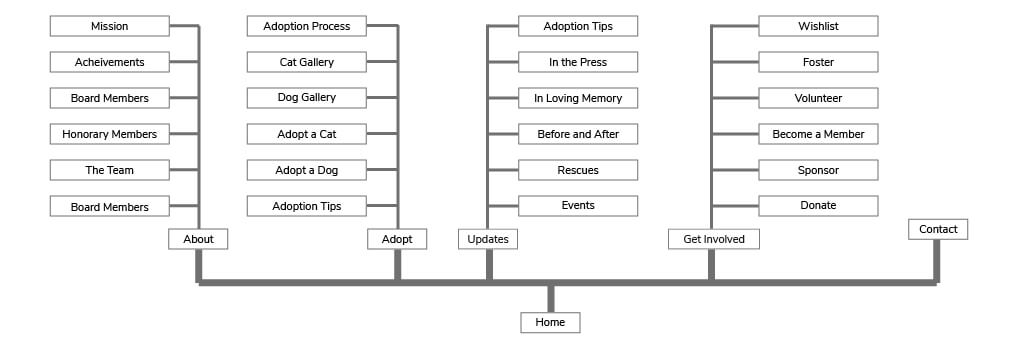 Mission
Acheivements
Board Members
Honorary Members
The Team
Board Members
About
Adoption Process
Cat Gallery
Dog Gallery
Adopt a Cat
Adopt a Dog
Adoption Tips
Adopt
Adoption Tips
In the Press
In Loving Memory
Before and After
Rescues
Events
Updates
Wishlist
Foster
Volunteer
Become a Member
Sponsor
Donate
Get Involved
Contact
Home